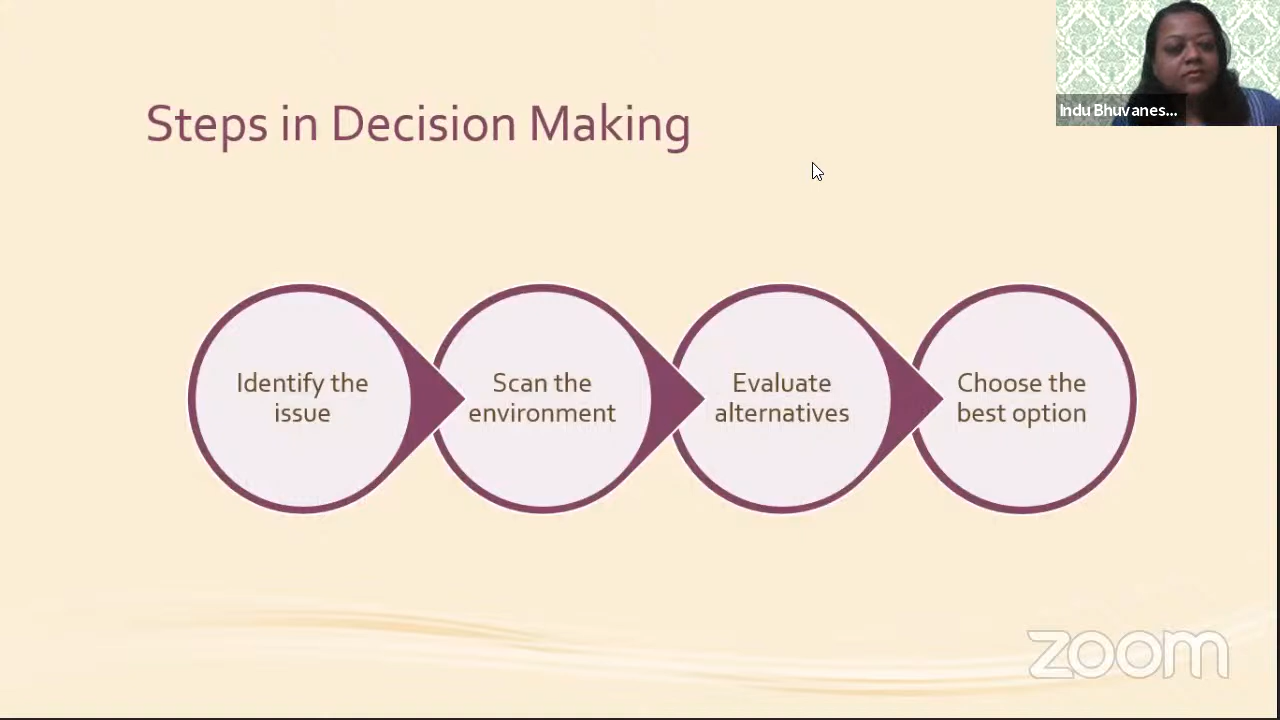 Indu Bhuvanes...
Steps in Decision Making
Identify the
issue
Scan the
environment
Evaluate
alternatives
Choose the
best option
zoom